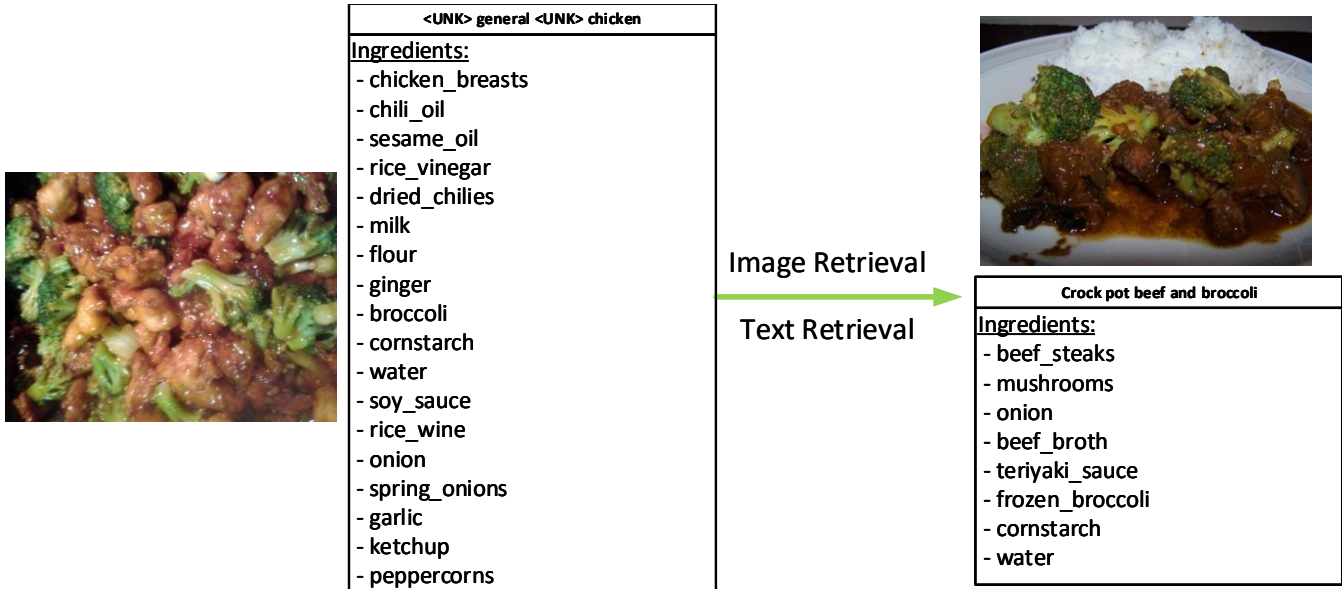 <UNK> general <UNK> chicken
Ingredients:
- chicken_breasts
- chili_oil
- sesame_oil
- rice_vinegar
- dried_chilies
- milk
- flour
- ginger
- broccoli
- cornstarch
- water
- soy_sauce
- rice_wine
- onion
- spring_onions
- garlic
- ketchup
- peppercorns
Image Retrieval
Text Retrieval
Crock pot beef and broccoli
Ingredients:
- beef_steaks
- mushrooms
- onion
- beef_broth
- teriyaki_sauce
- frozen_broccoli
- cornstarch
- water